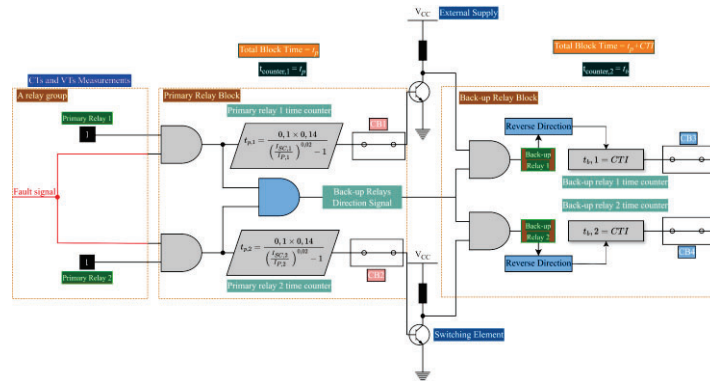 V_CC
External Supply
Total Block Time = t_p
t_counter,1 = t_p
Total Block Time = t_p+CTI
t_counter,2 = t_b
CTs and VTs Measurements
A relay group
Primary Relay Block
Back-up Relay Block
Primary Relay 1
1
Primary relay 1 time counter
t_p,1 = 0,1 × 0,14 / (I_SC,1 / I_P,1)^0,02 − 1
CB1
Reverse Direction
CB3
Back-up
Relay 1
t_b,1 = CTI
Back-up relay 1 time counter
Fault signal
Back-up Relays
Direction Signal
Back-up relay 2 time counter
Back-up
Relay 2
t_b,2 = CTI
Reverse Direction
CB4
1
Primary Relay 2
t_p,2 = 0,1 × 0,14 / (I_SC,2 / I_P,2)^0,02 − 1
CB2
Primary relay 2 time counter
V_CC
Switching Element